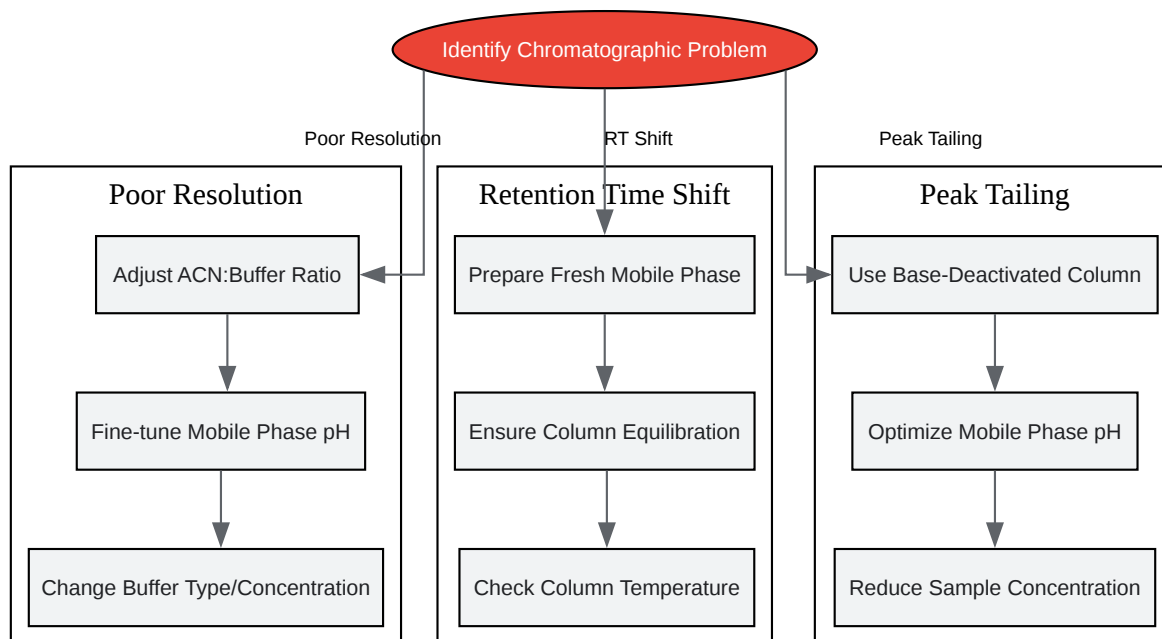 Identify Chromatographic Problem
Poor Resolution
RT Shift
Peak Tailing
Poor Resolution
Adjust ACN:Buffer Ratio
Fine-tune Mobile Phase pH
Change Buffer Type/Concentration
Retention Time Shift
Prepare Fresh Mobile Phase
Ensure Column Equilibration
Check Column Temperature
Peak Tailing
Use Base-Deactivated Column
Optimize Mobile Phase pH
Reduce Sample Concentration